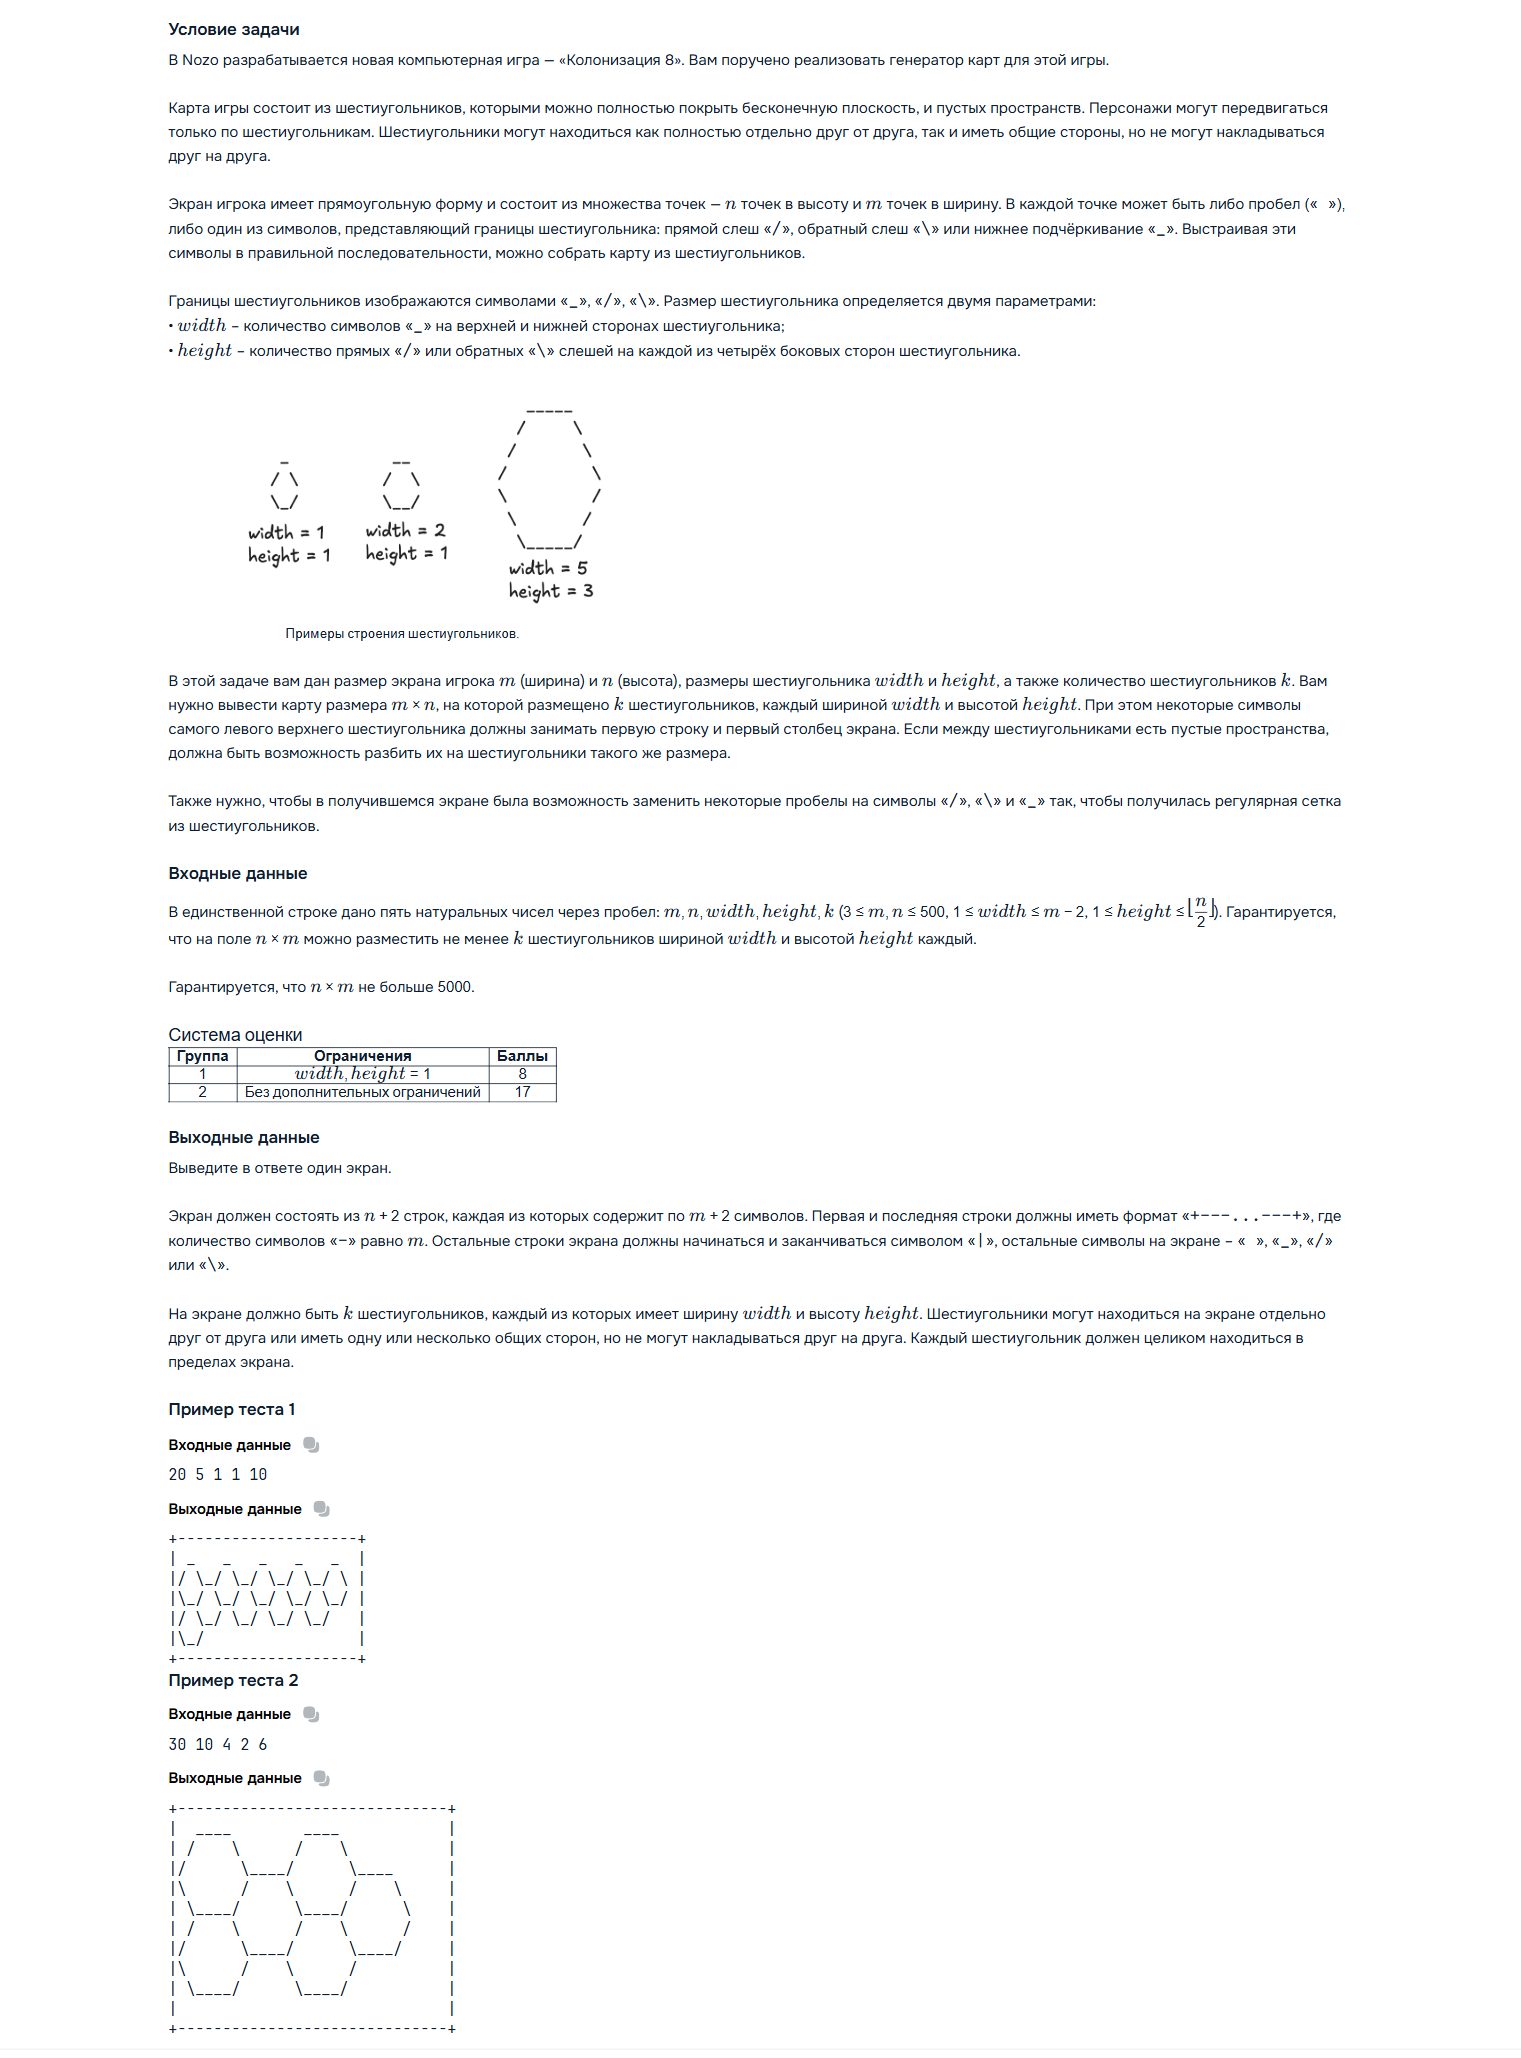 Условие задачи
В Nozo разрабатывается новая компьютерная игра — «Колонизация 8». Вам поручено реализовать генератор карт для этой игры.
Карта игры состоит из шестиугольников, которыми можно полностью покрыть бесконечную плоскость, и пустых пространств. Персонажи могут передвигаться
только по шестиугольникам. Шестиугольники могут находиться как полностью отдельно друг от друга, так и иметь общие стороны, но не могут накладываться
друг на друга.
Экран игрока имеет прямоугольную форму и состоит из множества точек — n точек в высоту и m точек в ширину. В каждой точке может быть либо пробел (« »),
либо один из символов, представляющий границы шестиугольника: прямой слеш «/», обратный слеш «\» или нижнее подчёркивание «_». Выстраивая эти
символы в правильной последовательности, можно собрать карту из шестиугольников.
Границы шестиугольников изображаются символами «_», «/», «\». Размер шестиугольника определяется двумя параметрами:
• width – количество символов «_» на верхней и нижней сторонах шестиугольника;
• height – количество прямых «/» или обратных «\» слешей на каждой из четырёх боковых сторон шестиугольника.
width = 1
height = 1
width = 2
height = 1
width = 5
height = 3
Примеры строения шестиугольников.
В этой задаче вам дан размер экрана игрока m (ширина) и n (высота), размеры шестиугольника width и height, а также количество шестиугольников k. Вам
нужно вывести карту размера m × n, на которой размещено k шестиугольников, каждый шириной width и высотой height. При этом некоторые символы
самого левого верхнего шестиугольника должны занимать первую строку и первый столбец экрана. Если между шестиугольниками есть пустые пространства,
должна быть возможность разбить их на шестиугольники такого же размера.
Также нужно, чтобы в получившемся экране была возможность заменить некоторые пробелы на символы «/», «\» и «_» так, чтобы получилась регулярная сетка
из шестиугольников.
Входные данные
В единственной строке дано пять натуральных чисел через пробел: m, n, width, height, k (3 ≤ m, n ≤ 500, 1 ≤ width ≤ m − 2, 1 ≤ height ≤ ⌊n/2⌋). Гарантируется,
что на поле n × m можно разместить не менее k шестиугольников шириной width и высотой height каждый.
Гарантируется, что n × m не больше 5000.
Система оценки
Группа Ограничения Баллы
1 width, height = 1 8
2 Без дополнительных ограничений 17
Выходные данные
Выведите в ответе один экран.
Экран должен состоять из n + 2 строк, каждая из которых содержит по m + 2 символов. Первая и последняя строки должны иметь формат «+---...---+», где
количество символов «-» равно m. Остальные строки экрана должны начинаться и заканчиваться символом «|», остальные символы на экране – « », «_», «/»
или «\».
На экране должно быть k шестиугольников, каждый из которых имеет ширину width и высоту height. Шестиугольники могут находиться на экране отдельно
друг от друга или иметь одну или несколько общих сторон, но не могут накладываться друг на друга. Каждый шестиугольник должен целиком находиться в
пределах экрана.
Пример теста 1
Входные данные
20 5 1 1 10
Выходные данные
+--------------------+
| _   _   _   _   _  |
|/ \_/ \_/ \_/ \_/ \ |
|\_/ \_/ \_/ \_/ \_/ |
|/ \_/ \_/ \_/ \_/   |
|\_/                 |
+--------------------+
Пример теста 2
Входные данные
30 10 4 2 6
Выходные данные
+------------------------------+
|  ____        ____            |
| /    \      /    \           |
|/      \____/      \____      |
|\      /    \      /    \     |
| \____/      \____/      \    |
| /    \      /    \      /    |
|/      \____/      \____/     |
|\      /    \      /          |
| \____/      \____/           |
|                              |
+------------------------------+